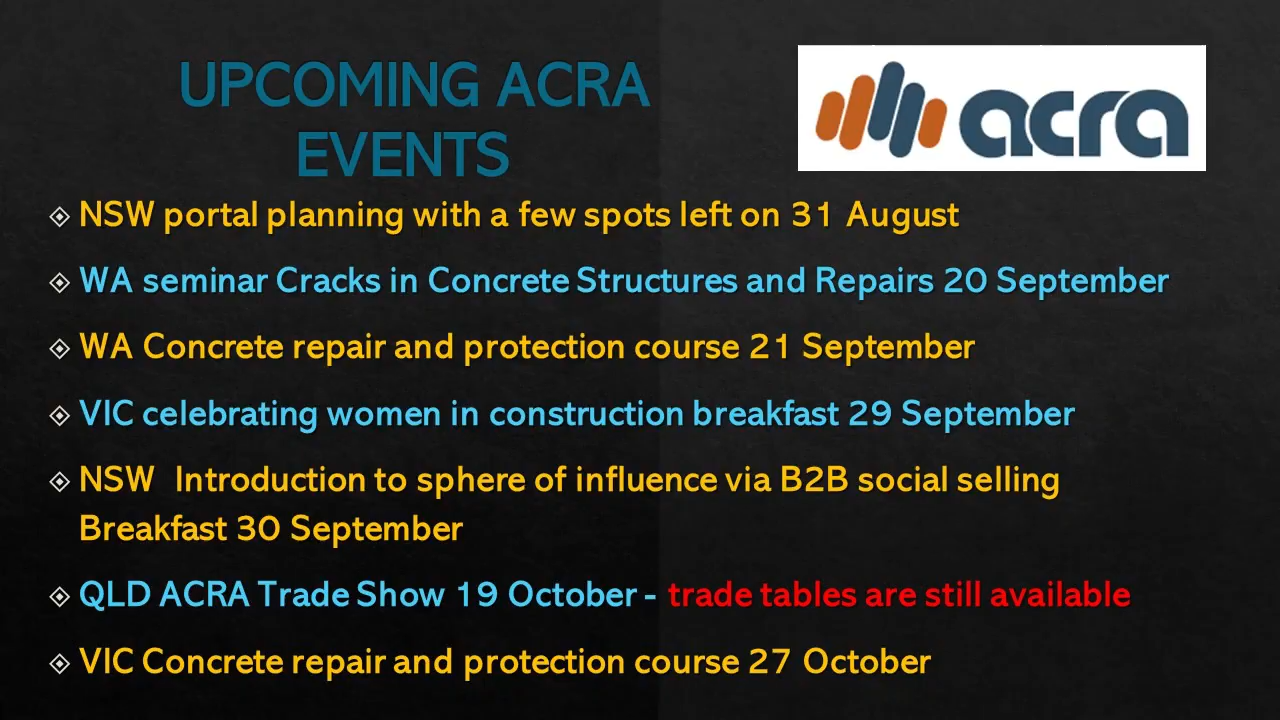 UPCOMING ACRA
EVENTS
acra
NSW portal planning with a few spots left on 31 August
WA seminar Cracks in Concrete Structures and Repairs 20 September
WA Concrete repair and protection course 21 September
VIC celebrating women in construction breakfast 29 September
NSW  Introduction to sphere of influence via B2B social selling
Breakfast 30 September
QLD ACRA Trade Show 19 October - trade tables are still available
VIC Concrete repair and protection course 27 October